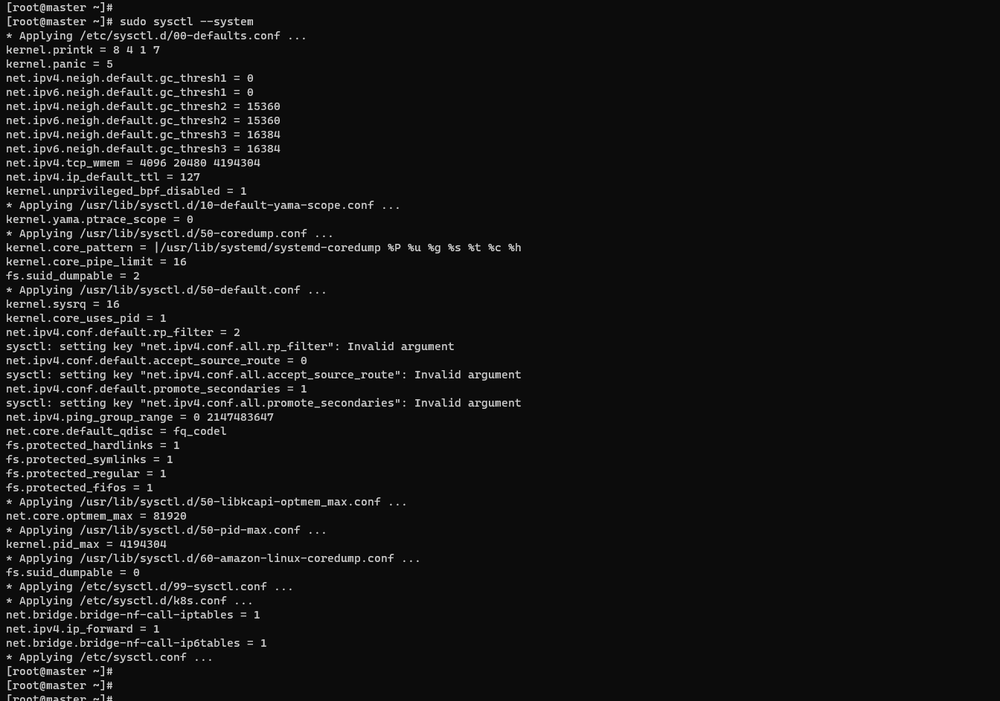 [root@master ~]#
[root@master ~]# sudo sysctl --system
* Applying /etc/sysctl.d/00-defaults.conf ...
kernel.printk = 8 4 1 7
kernel.panic = 5
net.ipv4.neigh.default.gc_thresh1 = 0
net.ipv6.neigh.default.gc_thresh1 = 0
net.ipv4.neigh.default.gc_thresh2 = 15360
net.ipv6.neigh.default.gc_thresh2 = 15360
net.ipv4.neigh.default.gc_thresh3 = 16384
net.ipv6.neigh.default.gc_thresh3 = 16384
net.ipv4.tcp_wmem = 4096 20480 4194304
net.ipv4.ip_default_ttl = 127
kernel.unprivileged_bpf_disabled = 1
* Applying /usr/lib/sysctl.d/10-default-yama-scope.conf ...
kernel.yama.ptrace_scope = 0
* Applying /usr/lib/sysctl.d/50-coredump.conf ...
kernel.core_pattern = |/usr/lib/systemd/systemd-coredump %P %u %g %s %t %c %h
kernel.core_pipe_limit = 16
fs.suid_dumpable = 2
* Applying /usr/lib/sysctl.d/50-default.conf ...
kernel.sysrq = 16
kernel.core_uses_pid = 1
net.ipv4.conf.default.rp_filter = 2
sysctl: setting key "net.ipv4.conf.all.rp_filter": Invalid argument
net.ipv4.conf.default.accept_source_route = 0
sysctl: setting key "net.ipv4.conf.all.accept_source_route": Invalid argument
net.ipv4.conf.default.promote_secondaries = 1
sysctl: setting key "net.ipv4.conf.all.promote_secondaries": Invalid argument
net.ipv4.ping_group_range = 0 2147483647
net.core.default_qdisc = fq_codel
fs.protected_hardlinks = 1
fs.protected_symlinks = 1
fs.protected_regular = 1
fs.protected_fifos = 1
* Applying /usr/lib/sysctl.d/50-libkcapi-optmem_max.conf ...
net.core.optmem_max = 81920
* Applying /usr/lib/sysctl.d/50-pid-max.conf ...
kernel.pid_max = 4194304
* Applying /usr/lib/sysctl.d/60-amazon-linux-coredump.conf ...
fs.suid_dumpable = 0
* Applying /etc/sysctl.d/99-sysctl.conf ...
* Applying /etc/sysctl.d/k8s.conf ...
net.bridge.bridge-nf-call-iptables = 1
net.ipv4.ip_forward = 1
net.bridge.bridge-nf-call-ip6tables = 1
* Applying /etc/sysctl.conf ...
[root@master ~]#
[root@master ~]#
[root@master ~]#